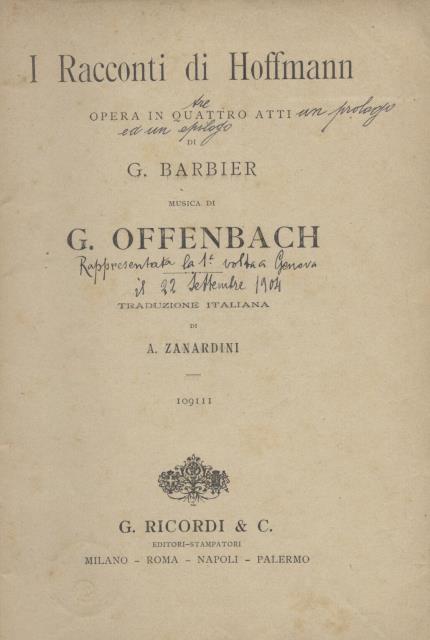 I Racconti di Hoffmann
tre
OPERA IN QUATTRO ATTI un prologo
ed un epilogo
DI
G. BARBIER
MUSICA DI
G. OFFENBACH
Rappresentata la 1ª volta a Genova
il 22 Settembre 1904
TRADUZIONE ITALIANA
DI
A. ZANARDINI
109111
G. RICORDI & C.
EDITORI-STAMPATORI
MILANO - ROMA - NAPOLI - PALERMO